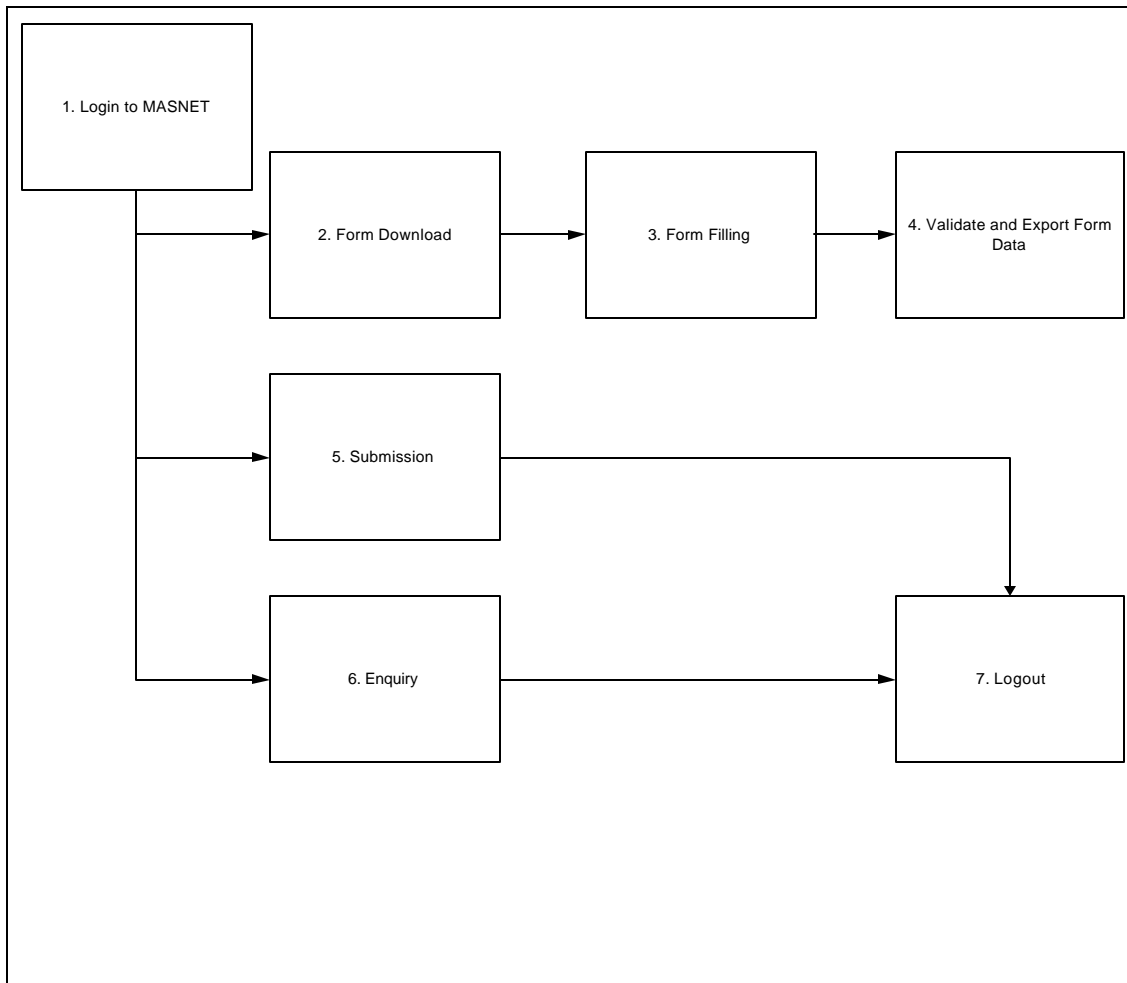 1. Login to MASNET
2. Form Download
3. Form Filling
4. Validate and Export Form
Data
5. Submission
6. Enquiry
7. Logout